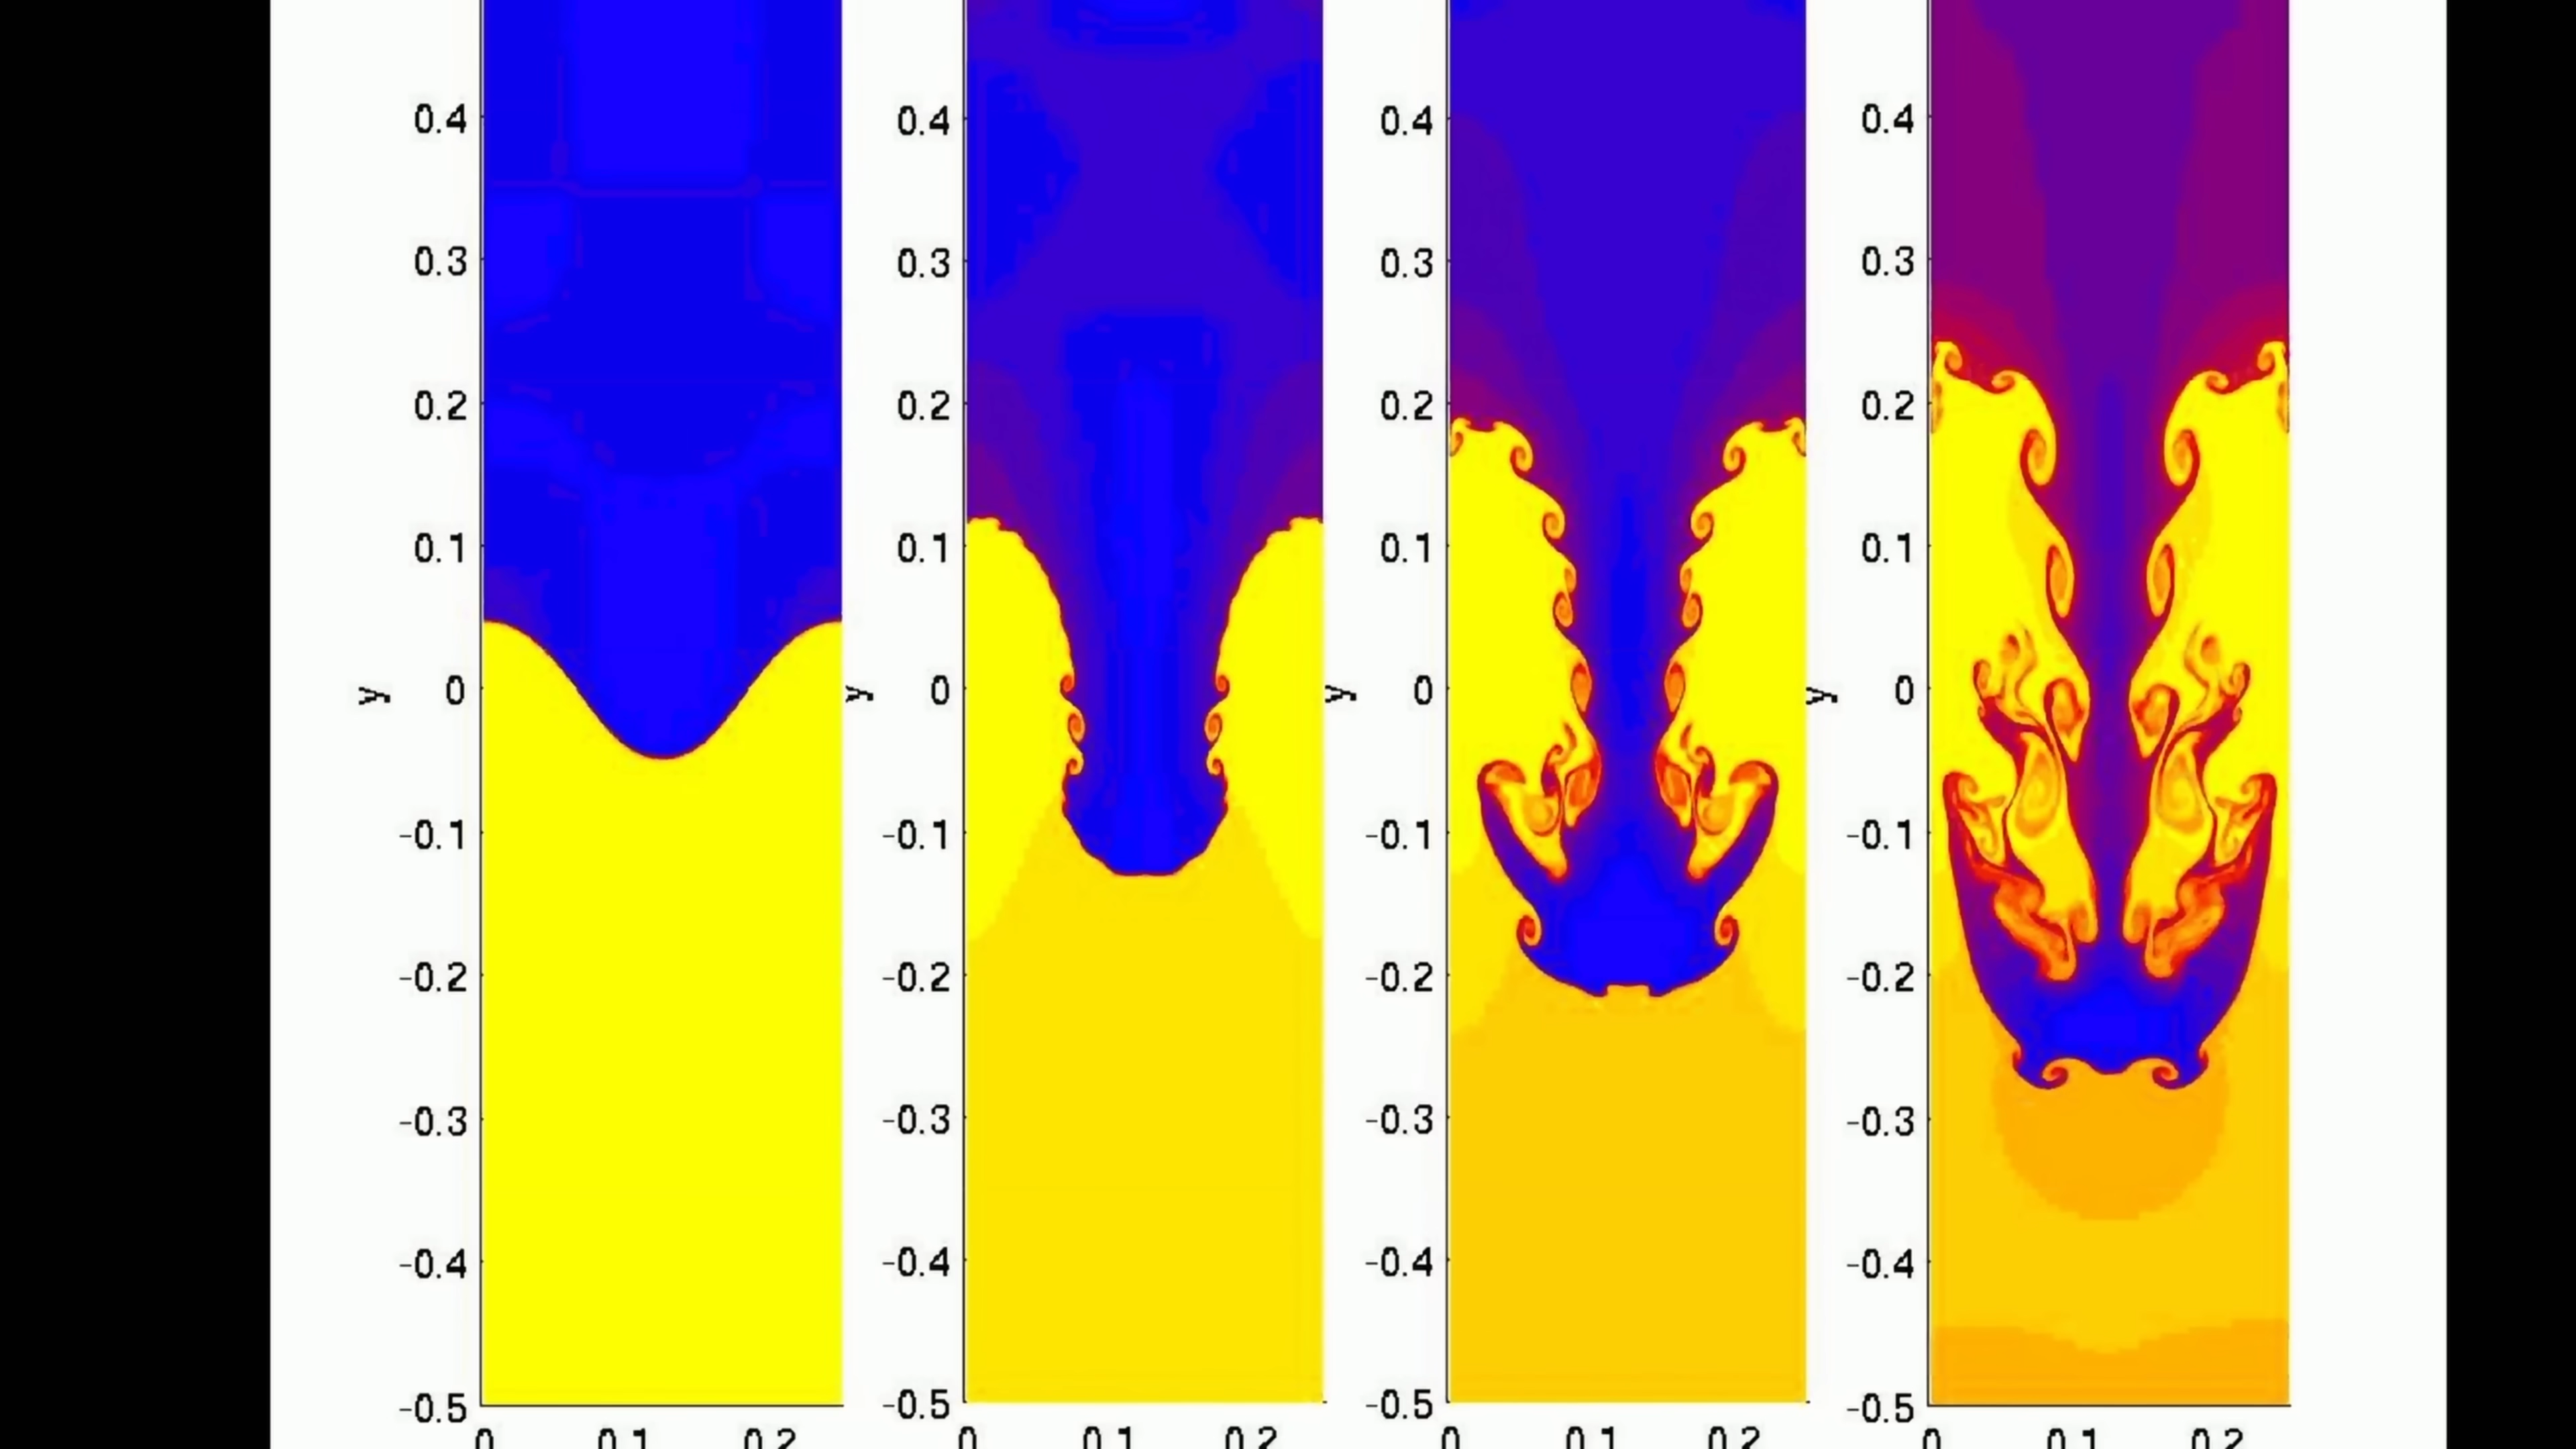 0.4 0.4 0.4 0.4
0.3 0.3 0.3 0.3
0.2 0.2 0.2 0.2
0.1 0.1 0.1 0.1
y 0 y 0 y 0 y 0
-0.1 -0.1 -0.1 -0.1
-0.2 -0.2 -0.2 -0.2
-0.3 -0.3 -0.3 -0.3
-0.4 -0.4 -0.4 -0.4
-0.5 -0.5 -0.5 -0.5
0 0.1 0.2 0 0.1 0.2 0 0.1 0.2 0 0.1 0.2